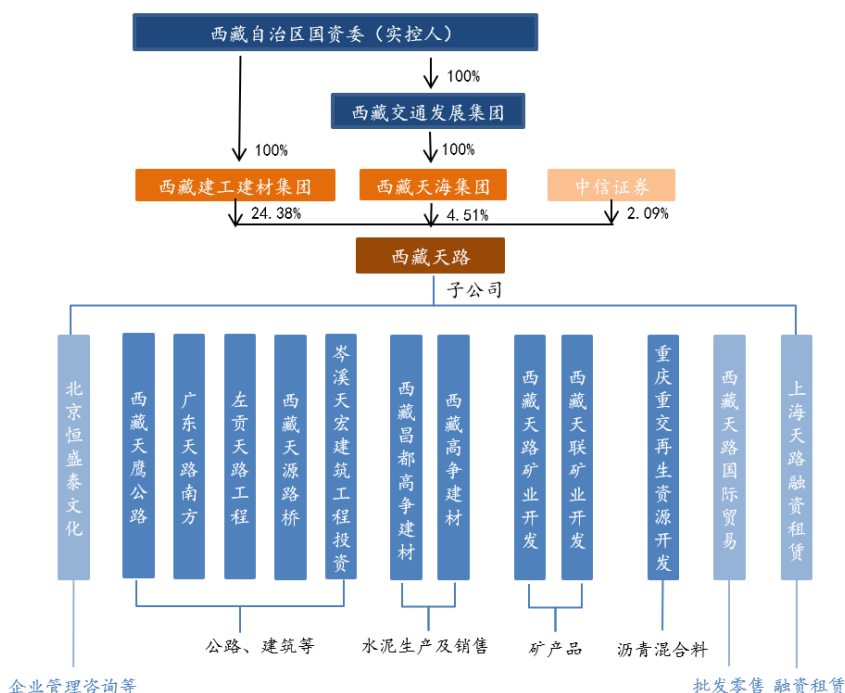 西藏自治区国资委（实控人）
100%
西藏交通发展集团
100%
100%
西藏建工建材集团
西藏天海集团
中信证券
24.38%
4.51%
2.09%
西藏天路
子公司
北京恒盛泰文化
西藏天鹰公路
广东天路南方
左贡天路工程
西藏天源路桥
岑溪天宏建筑工程投资
西藏昌都高争建材
西藏高争建材
西藏天路矿业开发
西藏天联矿业开发
重庆重交再生资源开发
西藏天路国际贸易
上海天路融资租赁
公路、建筑等
水泥生产及销售
矿产品
沥青混合料
企业管理咨询等
批发零售
融资租赁